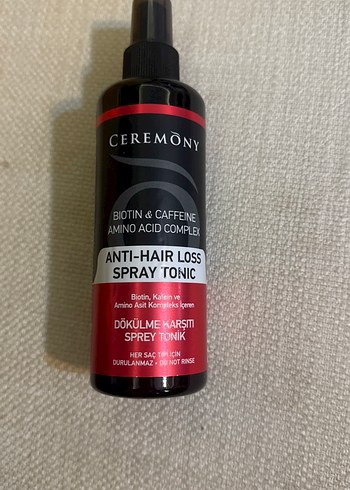 CEREMÒNY
BIOTIN & CAFFEINE
AMINO ACID COMPLEX
ANTI-HAIR LOSS
SPRAY TONIC
Biotin, Kafein ve
Amino Asit Kompleks İçeren
DÖKÜLME KARŞITI
SPREY TONİK
HER SAÇ TİPİ İÇİN
DURULANMAZ - DO NOT RINSE